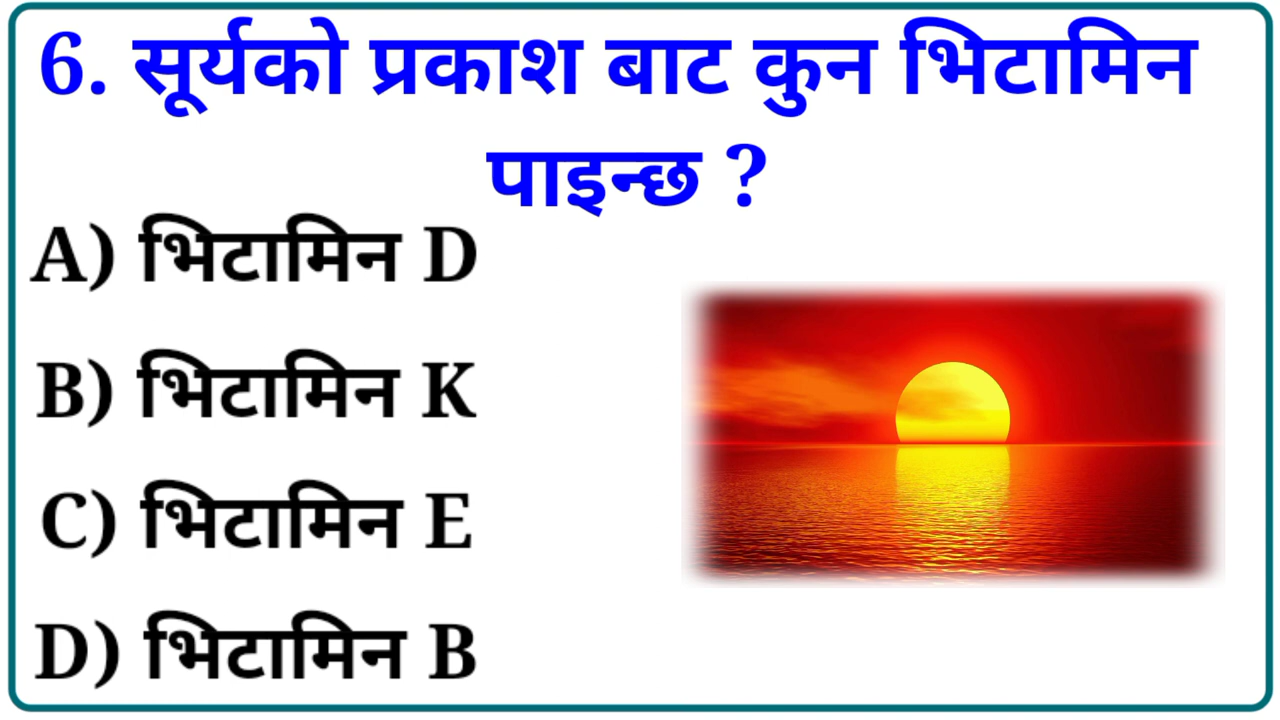 6. सूर्यको प्रकाश बाट कुन भिटामिन
पाइन्छ ?
A) भिटामिन D
B) भिटामिन K
C) भिटामिन E
D) भिटामिन B